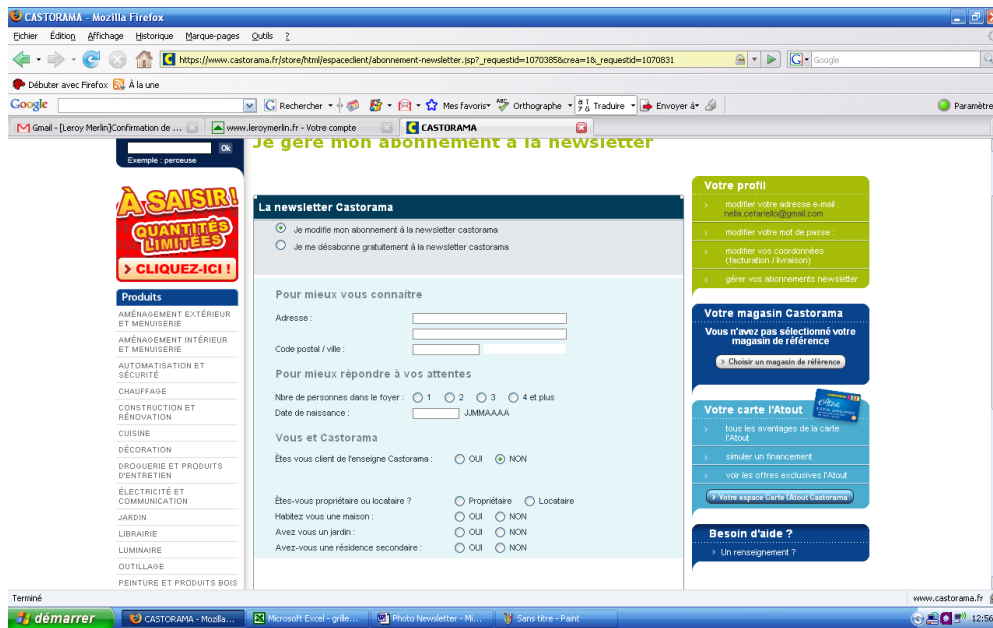 CASTORAMA - Mozilla Firefox
Fichier Édition Affichage Historique Marque-pages Outils ?
https://www.castorama.fr/store/html/espaceclient/abonnement-newsletter.jsp?_requestid=1070385&crea=1&_requestid=1070831
G Google
Débuter avec Firefox À la une
Google G Rechercher Mes favoris ABC Orthographe Traduire Envoyer à Paramètre
Gmail - [Leroy Merlin]Confirmation de ... www.leroymerlin.fr - Votre compte CASTORAMA
Ok
Exemple : perceuse
À SAISIR !
QUANTITÉS
LIMITÉES
> CLIQUEZ-ICI !
Produits
AMÉNAGEMENT EXTÉRIEUR
ET MENUISERIE
AMÉNAGEMENT INTÉRIEUR
ET MENUISERIE
AUTOMATISATION ET
SÉCURITÉ
CHAUFFAGE
CONSTRUCTION ET
RÉNOVATION
CUISINE
DÉCORATION
DROGUERIE ET PRODUITS
D'ENTRETIEN
ÉLECTRICITÉ ET
COMMUNICATION
JARDIN
LIBRAIRIE
LUMINAIRE
OUTILLAGE
PEINTURE ET PRODUITS BOIS
Je gère mon abonnement à la newsletter
La newsletter Castorama
Je modifie mon abonnement à la newsletter castorama
Je me désabonne gratuitement à la newsletter castorama
Pour mieux vous connaître
Adresse :
Code postal / ville :
Pour mieux répondre à vos attentes
Nbre de personnes dans le foyer : 1 2 3 4 et plus
Date de naissance : JJMMAAAA
Vous et Castorama
Êtes vous client de l'enseigne Castorama : OUI NON
Êtes-vous propriétaire ou locataire ? Propriétaire Locataire
Habitez vous une maison : OUI NON
Avez vous un jardin : OUI NON
Avez-vous une résidence secondaire : OUI NON
Votre profil
modifier votre adresse e-mail :
nella.cefariello@gmail.com
modifier votre mot de passe :
modifier vos coordonnées
(facturation / livraison)
gérer vos abonnements newsletter
Votre magasin Castorama
Vous n'avez pas sélectionné votre
magasin de référence
> Choisir un magasin de référence
Votre carte l'Atout
tous les avantages de la carte
l'Atout
simuler un financement
voir les offres exclusives l'Atout
> Votre espace Carte l'Atout Castorama
Besoin d'aide ?
> Un renseignement ?
Terminé www.castorama.fr
démarrer CASTORAMA - Mozilla... Microsoft Excel - grille... Photo Newsletter - Mi... Sans titre - Paint 12:56